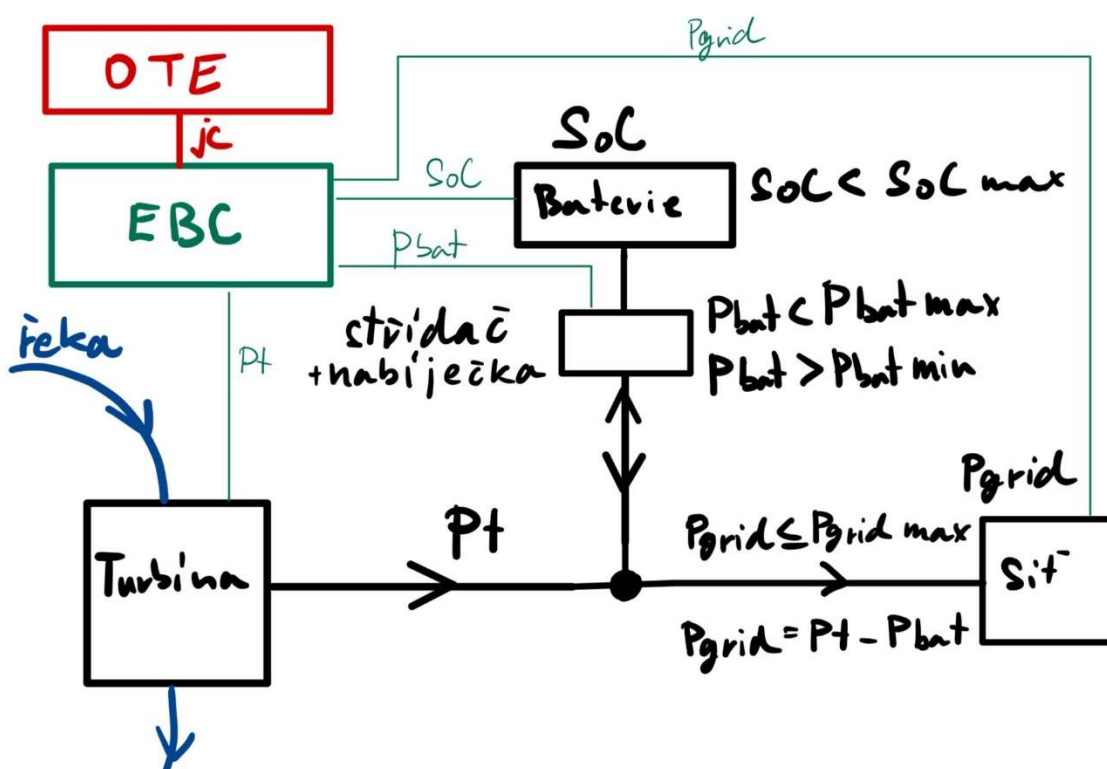 OTE
Pgrid
jc
SoC
EBC
SoC
Baterie
SoC < SoC max
Pbat
řeka
Pt
střídač
+nabíječka
Pbat < Pbat max
Pbat > Pbat min
Turbína
Pt
Pgrid ≤ Pgrid max
Pgrid = Pt - Pbat
Pgrid
Síť